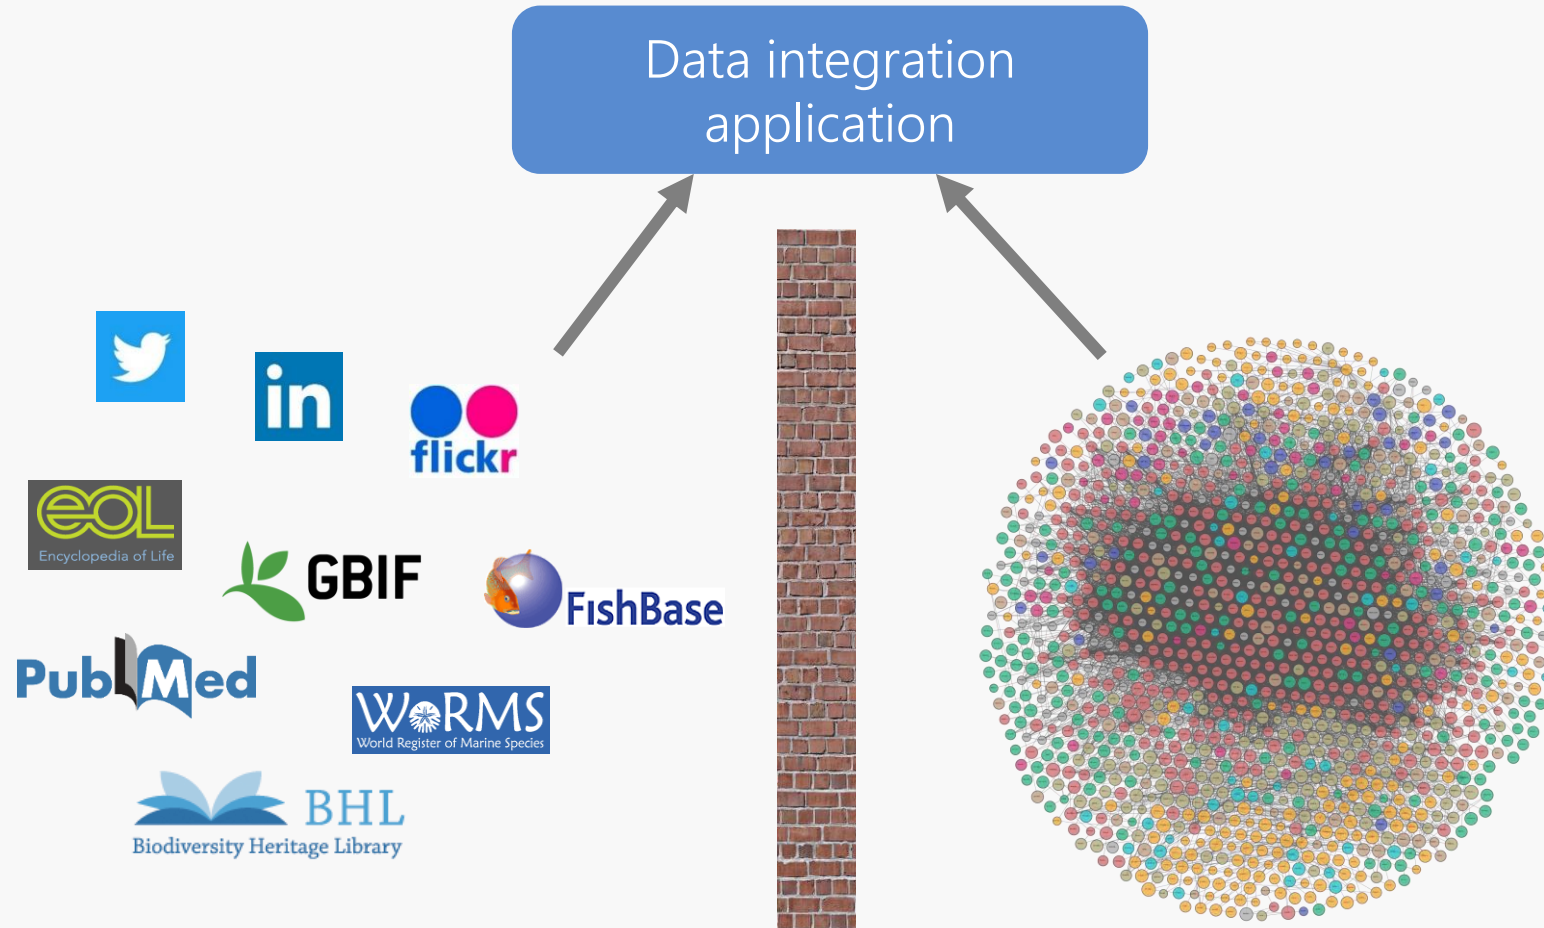 Data integration
application
in
flickr
eOL
Encyclopedia of Life
GBIF
FishBase
PubMed
WoRMS
World Register of Marine Species
BHL
Biodiversity Heritage Library